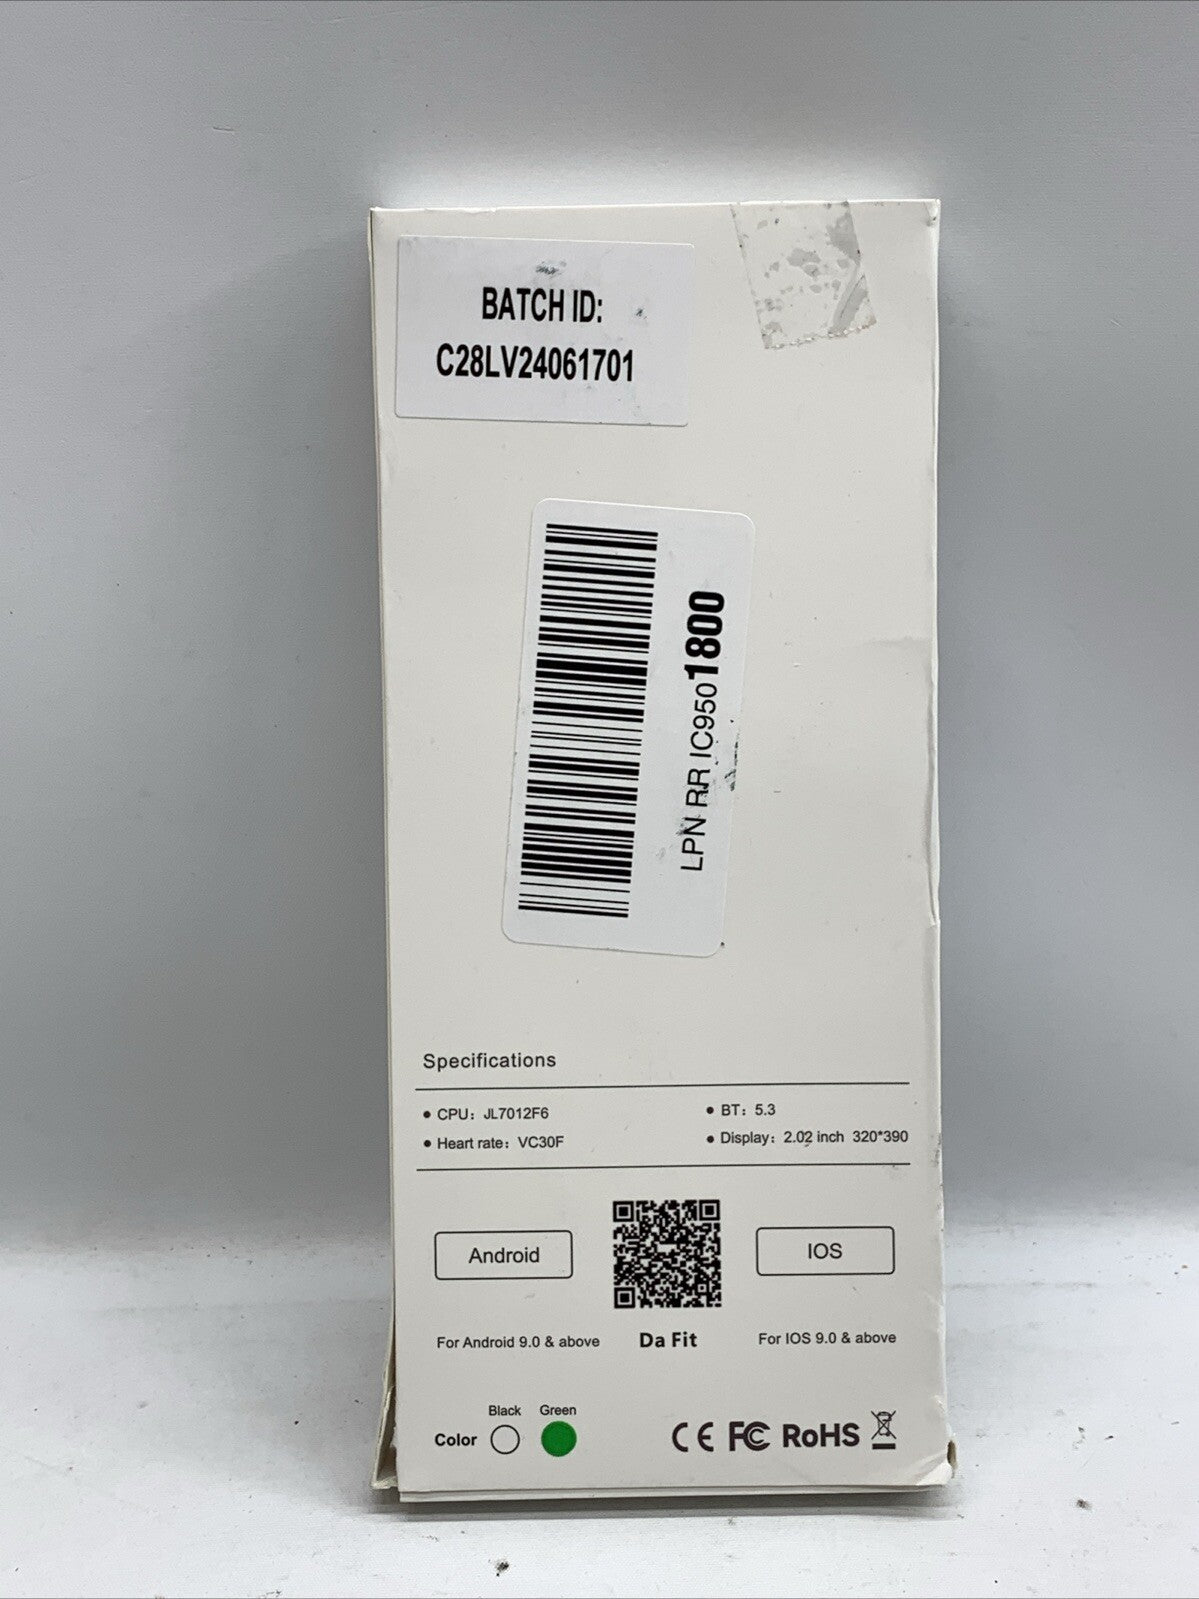 BATCH ID:
C28LV24061701
LPN RR IC9501800
Specifications
• CPU: JL7012F6
• BT: 5.3
• Heart rate: VC30F
• Display: 2.02 inch 320*390
Android
IOS
For Android 9.0 & above
Da Fit
For IOS 9.0 & above
Black Green
Color
CE FC RoHS